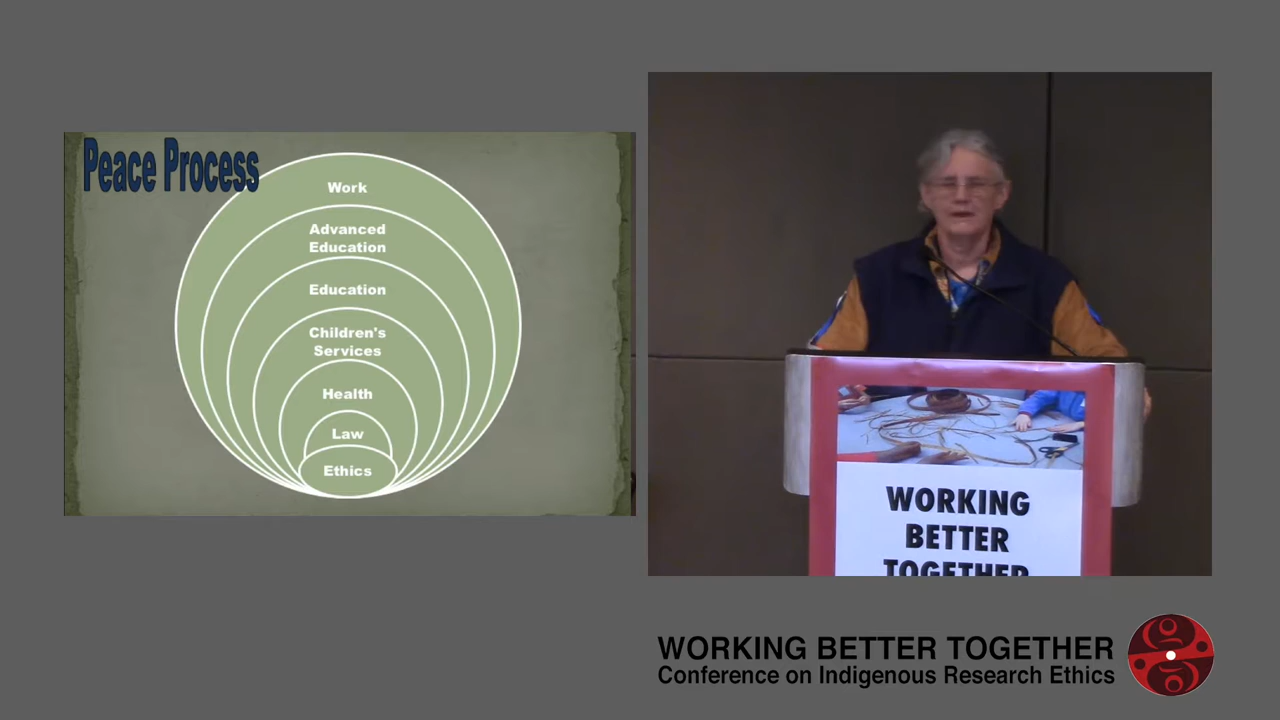 Peace Process
Work
Advanced
Education
Education
Children's
Services
Health
Law
Ethics
WORKING
BETTER
TOGETHER
WORKING BETTER TOGETHER
Conference on Indigenous Research Ethics